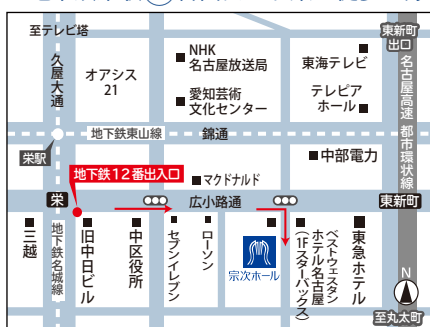 至テレビ塔
久屋大通
オアシス
21
NHK
名古屋放送局
愛知芸術
文化センター
東海テレビ
テレピア
ホール
東新町
出口
名古屋高速 都市環状線
地下鉄東山線
錦通
栄駅
中部電力
地下鉄12番出入口
マクドナルド
栄
広小路通
東新町
三越
地下鉄名城線
旧中日ビル
中区役所
セブンイレブン
ローソン
宗次ホール
ベストウェスタン
ホテル名古屋
(1Fスターバックス)
東急ホテル
N
至丸太町